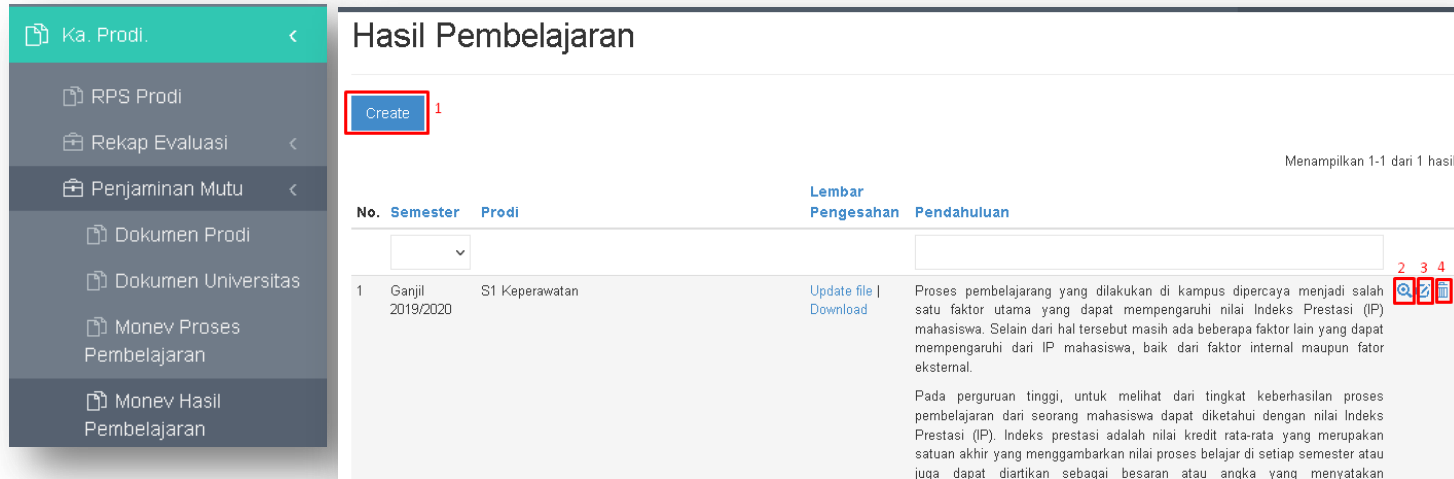 Ka. Prodi.
RPS Prodi
Rekap Evaluasi
Penjaminan Mutu
Dokumen Prodi
Dokumen Universitas
Monev Proses
Pembelajaran
Monev Hasil
Pembelajaran
Hasil Pembelajaran
Create 1
Menampilkan 1-1 dari 1 hasil
No. Semester Prodi Lembar Pengesahan Pendahuluan
2 3 4
1 Ganjil 2019/2020 S1 Keperawatan Update file | Download
Proses pembelajarang yang dilakukan di kampus dipercaya menjadi salah
satu faktor utama yang dapat mempengaruhi nilai Indeks Prestasi (IP)
mahasiswa. Selain dari hal tersebut masih ada beberapa faktor lain yang dapat
mempengaruhi dari IP mahasiswa, baik dari faktor internal maupun fator
eksternal.
Pada perguruan tinggi, untuk melihat dari tingkat keberhasilan proses
pembelajaran dari seorang mahasiswa dapat diketahui dengan nilai Indeks
Prestasi (IP). Indeks prestasi adalah nilai kredit rata-rata yang merupakan
satuan akhir yang menggambarkan nilai proses belajar di setiap semester atau
juga dapat diartikan sebagai besaran atau angka yang menyatakan